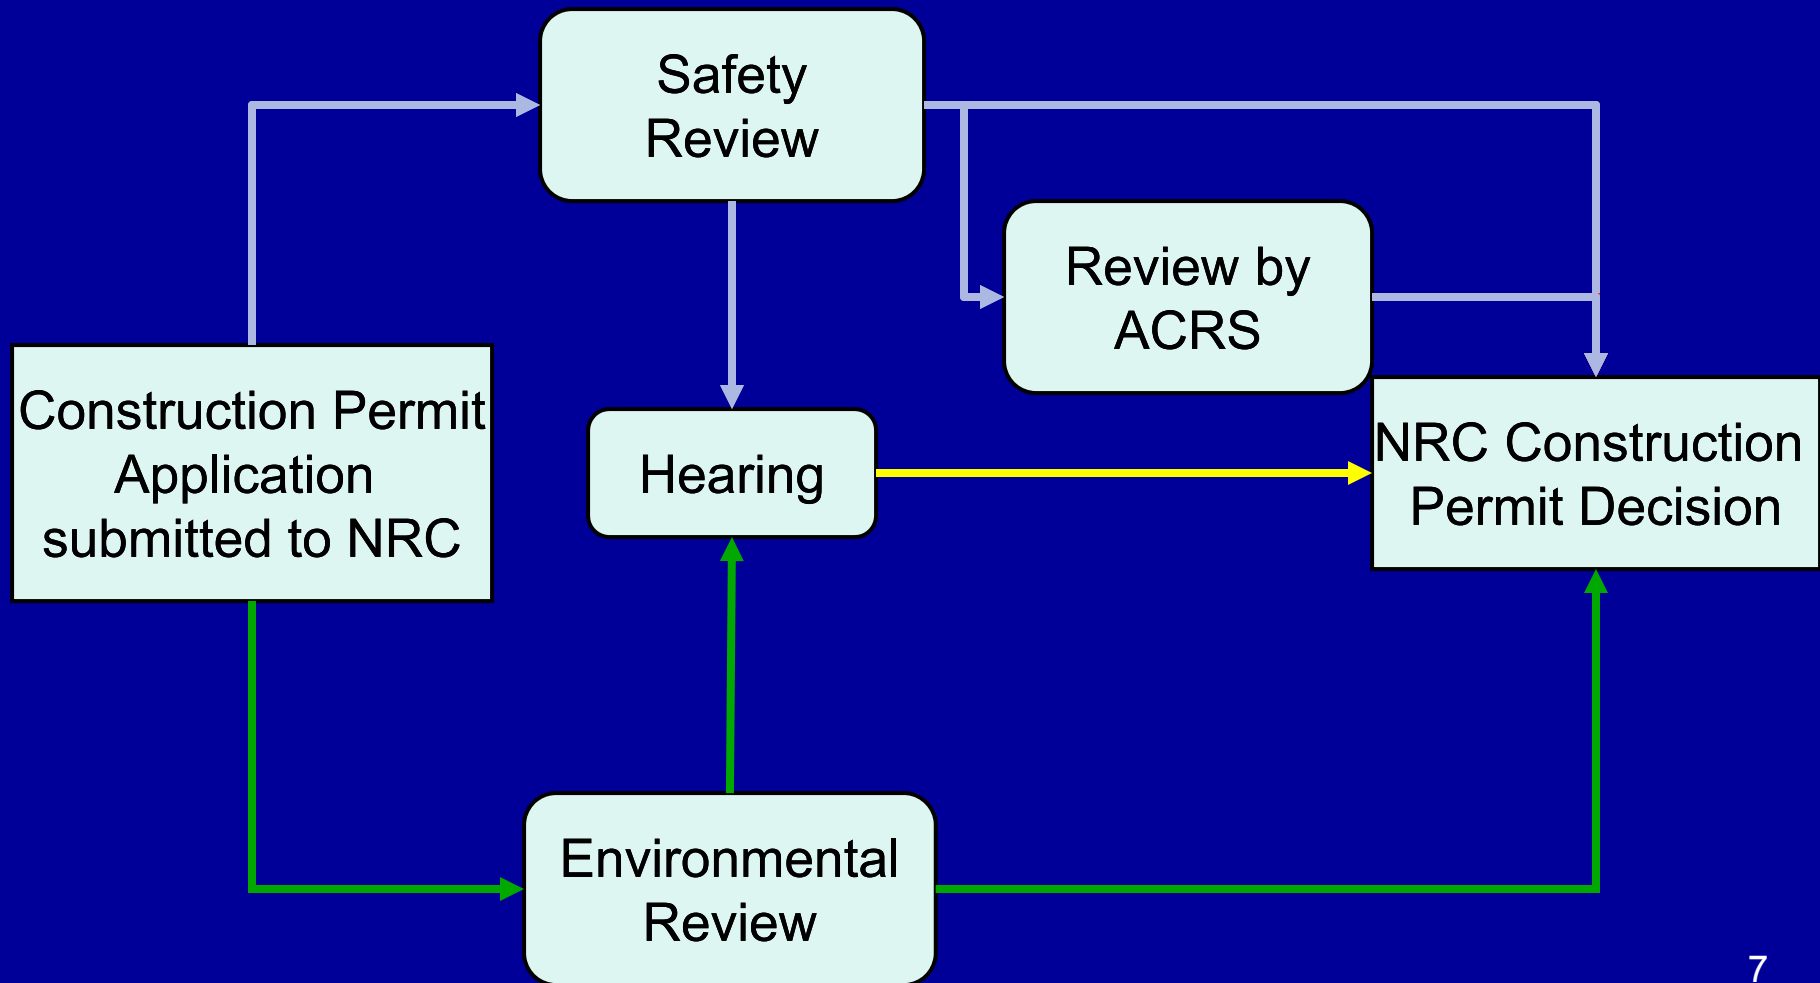 Safety
Review
Review by
ACRS
Construction Permit
Application
submitted to NRC
Hearing
NRC Construction
Permit Decision
Environmental
Review
7